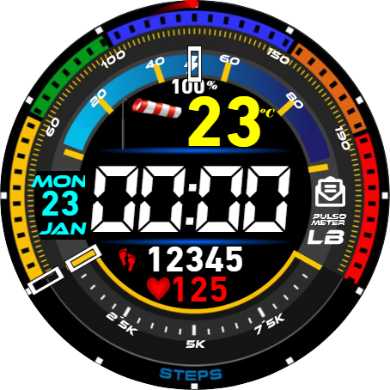 100 150
60 190
20 40 60 80
100%
23°C
MON
23
JAN
00:00
PULSO
METER
LB
12345
125
2.5K 5K 7.5K
STEPS